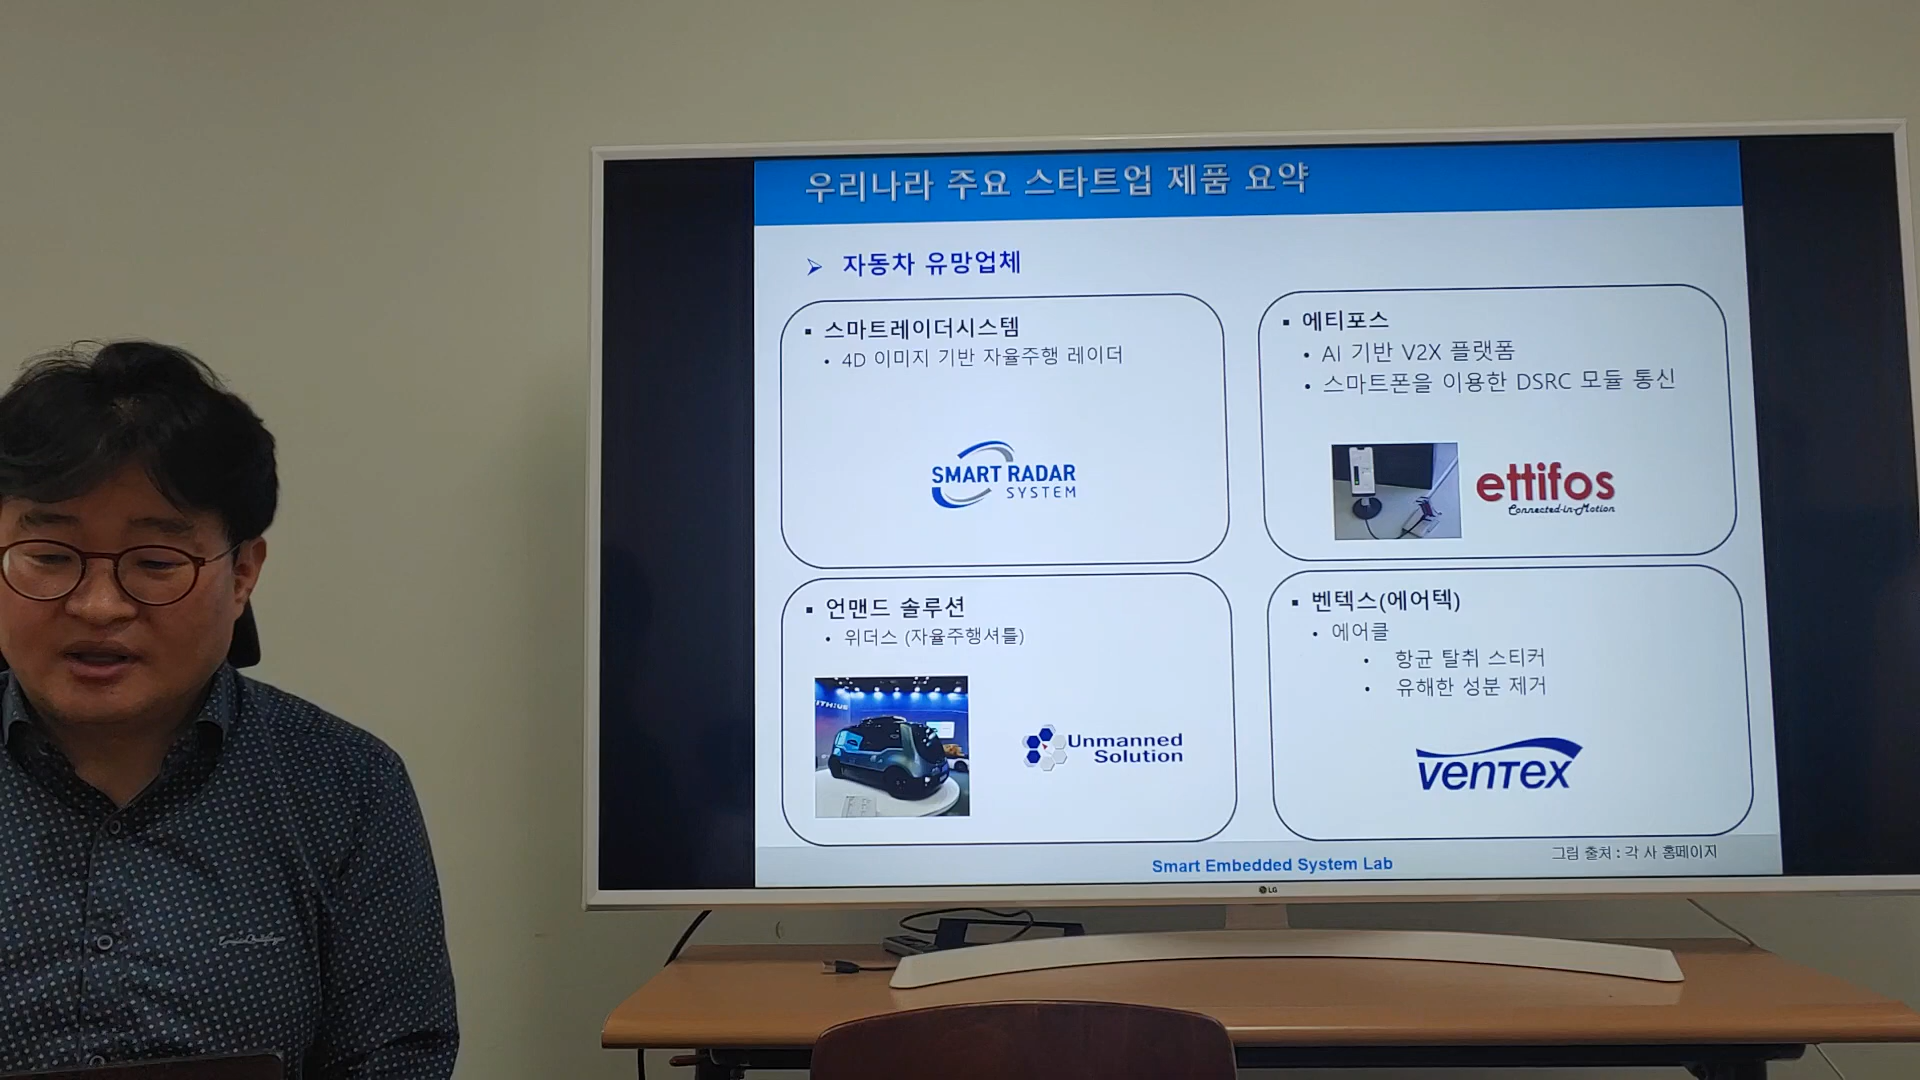 우리나라 주요 스타트업 제품 요약
➢ 자동차 유망업체
▪ 스마트레이더시스템
• 4D 이미지 기반 자율주행 레이더
SMART RADAR
SYSTEM
▪ 에티포스
• AI 기반 V2X 플랫폼
• 스마트폰을 이용한 DSRC 모듈 통신
ettifos
Connected-in-Motion
▪ 언맨드 솔루션
• 위더스 (자율주행셔틀)
ITH:US
Unmanned
Solution
▪ 벤텍스(에어텍)
• 에어클
• 항균 탈취 스티커
• 유해한 성분 제거
VENTEX
그림 출처 : 각 사 홈페이지
Smart Embedded System Lab
LG